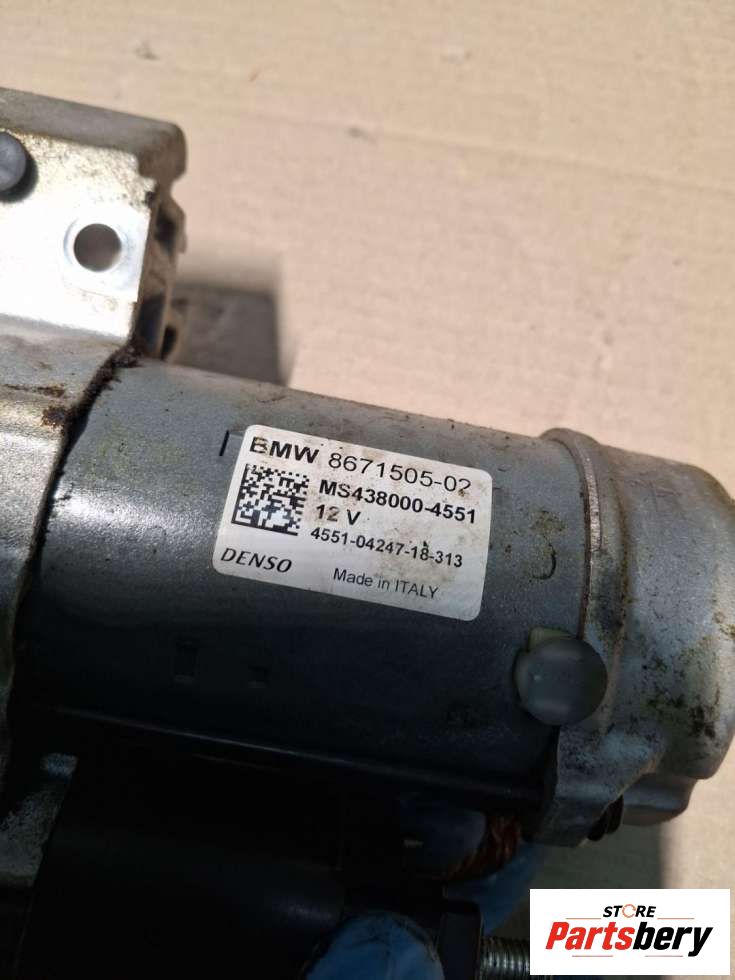 BMW 8671505-02
MS438000-4551
12 V
4551-04247-18-313
DENSO
Made in ITALY
STORE
Partsbery